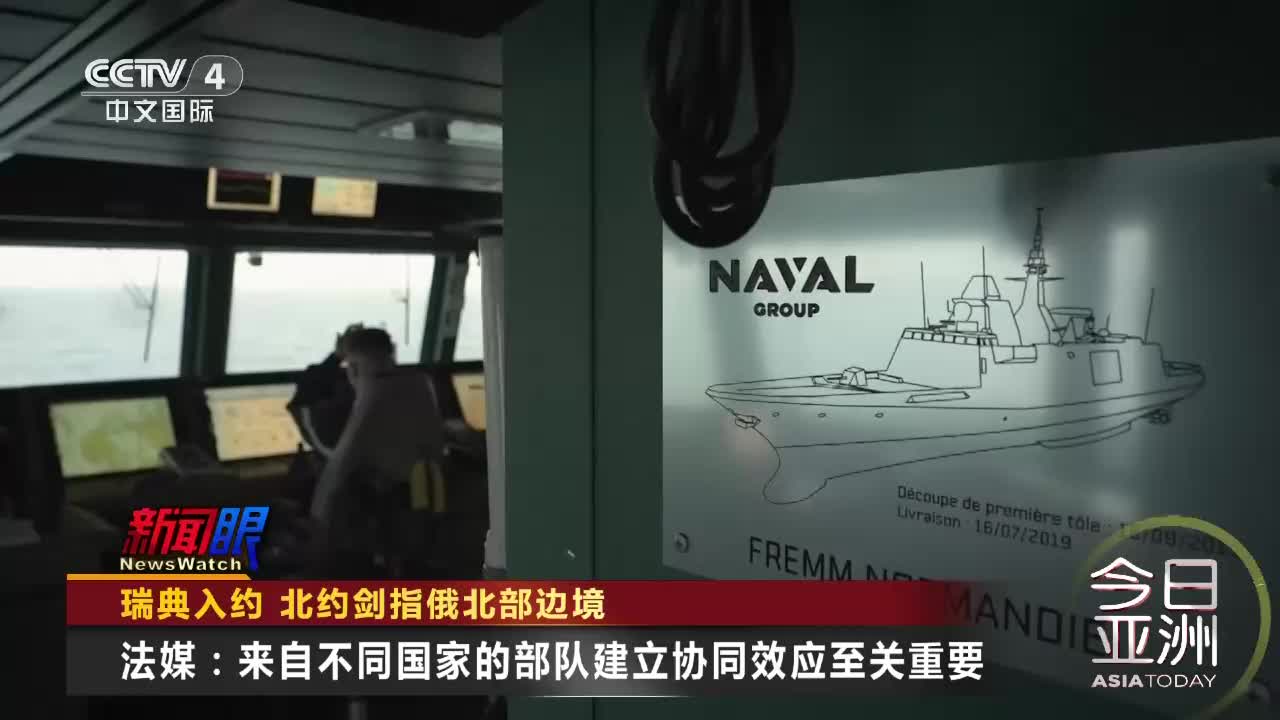 CCTV 4
中文国际
NAVAL
GROUP
Découpe de première tôle :
Livraison : 16/07/2019
FREMM NORMANDIE
新闻眼
NewsWatch
瑞典入约 北约剑指俄北部边境
法媒：来自不同国家的部队建立协同效应至关重要
今日
亚洲
ASIA TODAY